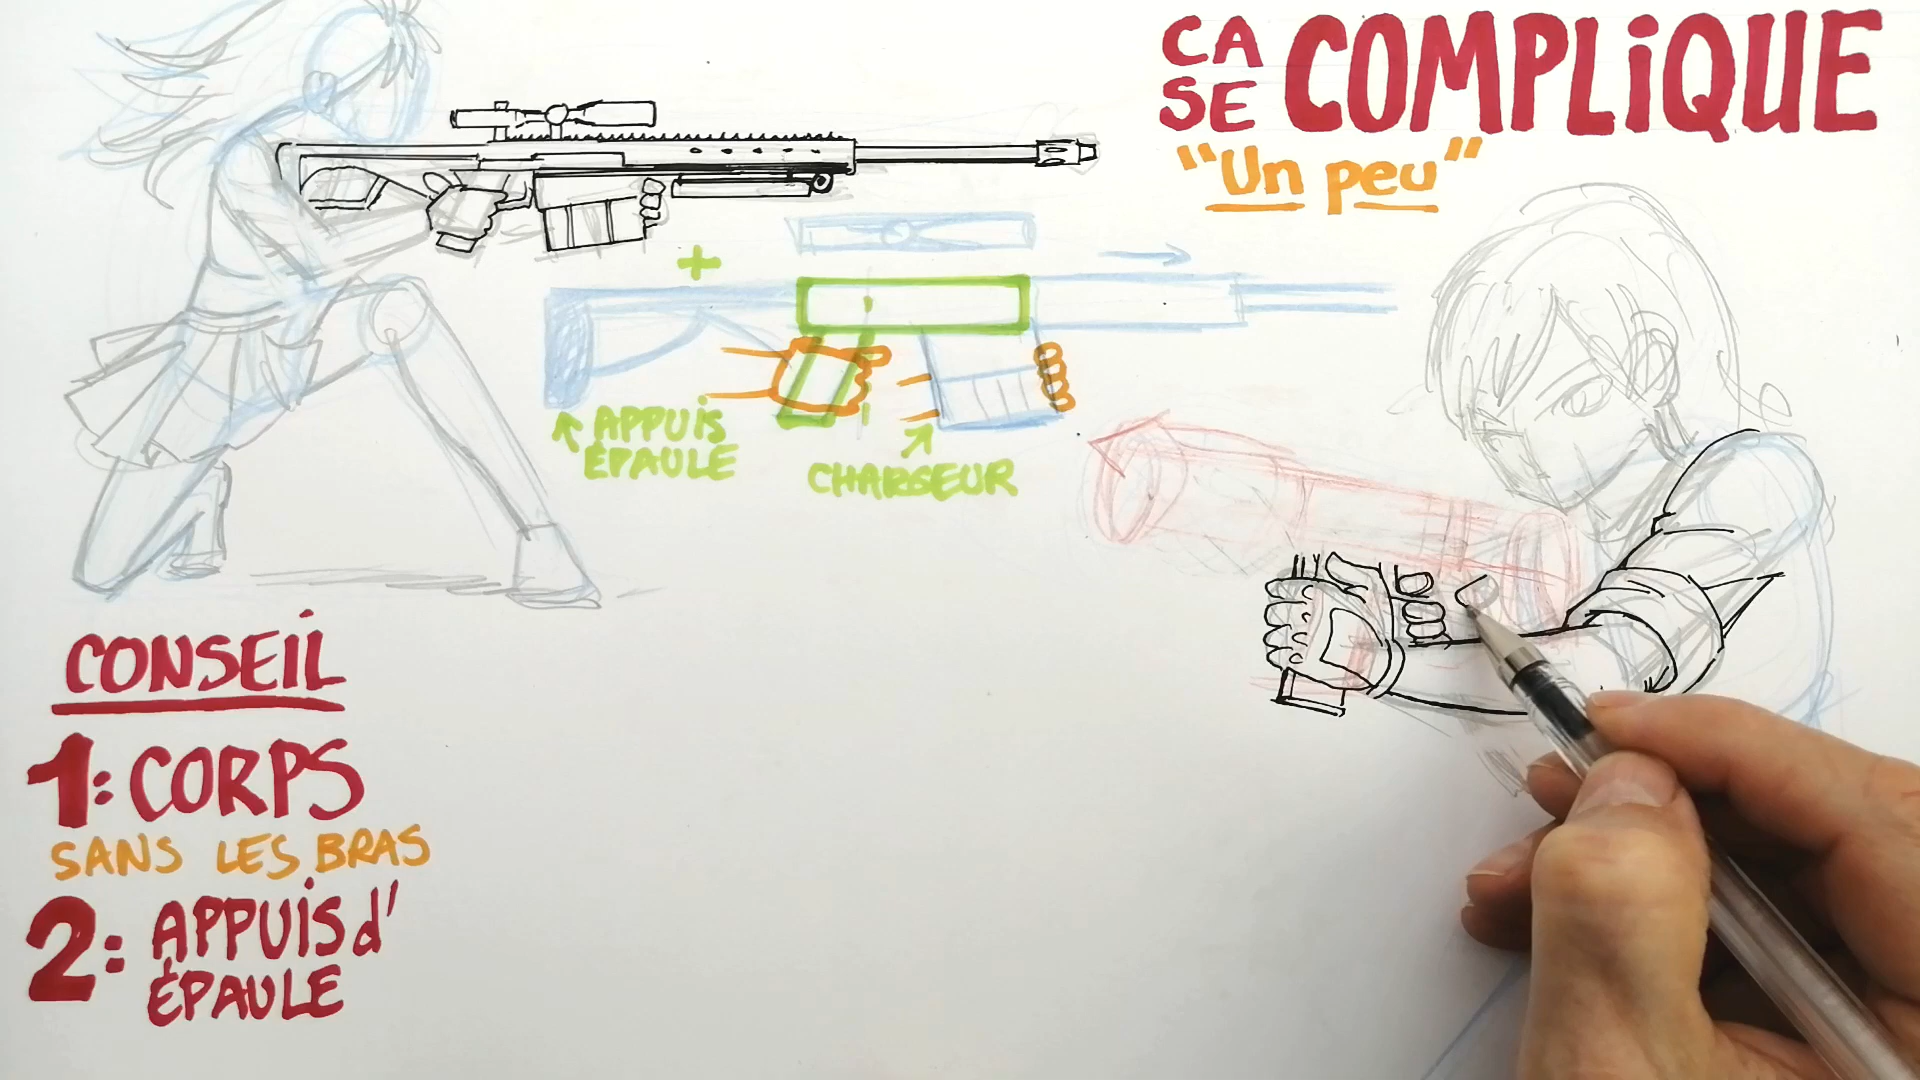 CA
SE COMPLiQUE
"Un peu"
+
APPUiS
ÉPAULE
CHARGEUR
CONSEiL
1: CORPS
SANS LES BRAS
2: APPUiS d'
ÉPAULE